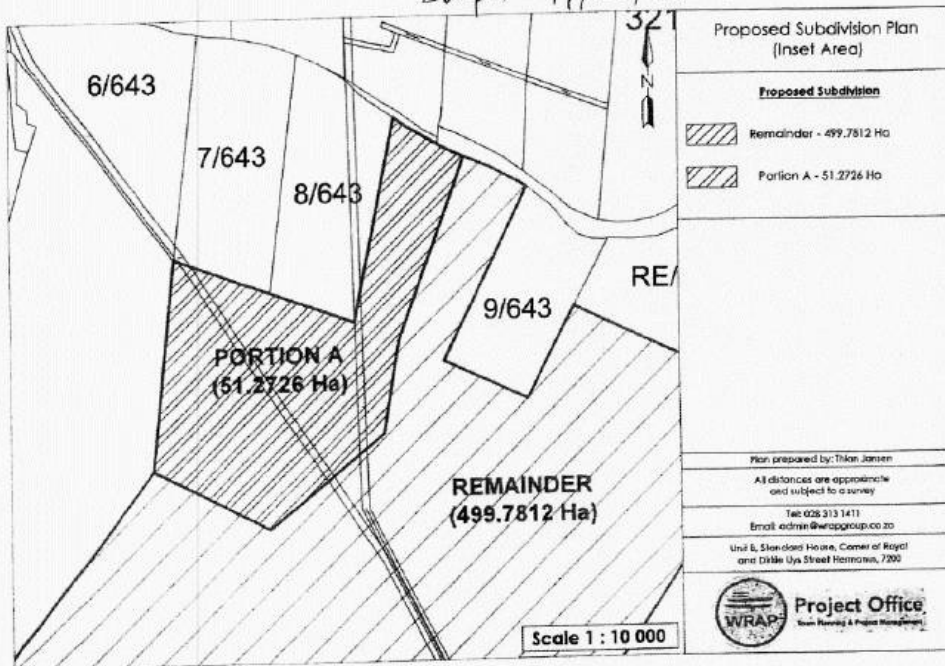 321
N
6/643
7/643
8/643
9/643
RE/
PORTION A
(51.2726 Ha)
REMAINDER
(499.7812 Ha)
Scale 1 : 10 000
Proposed Subdivision Plan
(Inset Area)
Proposed Subdivision
Remainder - 499.7812 Ha
Portion A - 51.2726 Ha
Plan prepared by: Thian Jansen
All distances are approximate
and subject to a survey
Tel: 028 313 1411
Email: admin@wrapgroup.co.za
Unit B, Standard House, Corner of Royal
and Dirkie Uys Street Hermanus, 7200
WRAP
Project Office
Town Planning & Project Management